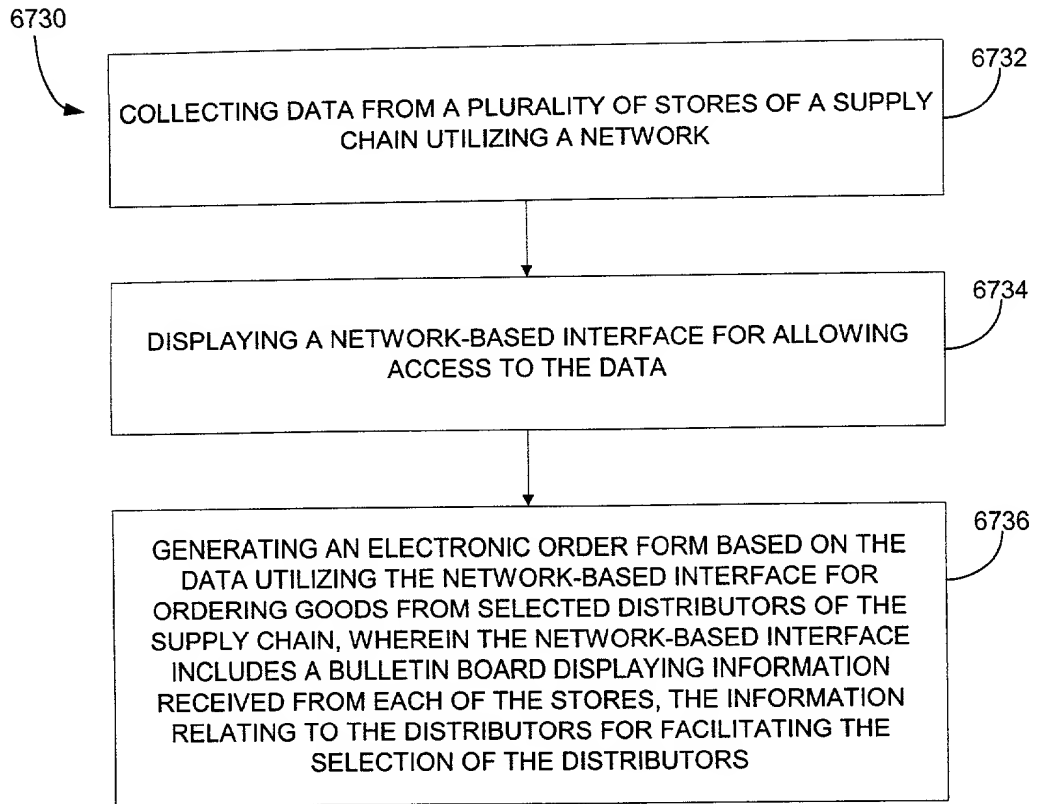 6730
6732
COLLECTING DATA FROM A PLURALITY OF STORES OF A SUPPLY
CHAIN UTILIZING A NETWORK
6734
DISPLAYING A NETWORK-BASED INTERFACE FOR ALLOWING
ACCESS TO THE DATA
6736
GENERATING AN ELECTRONIC ORDER FORM BASED ON THE
DATA UTILIZING THE NETWORK-BASED INTERFACE FOR
ORDERING GOODS FROM SELECTED DISTRIBUTORS OF THE
SUPPLY CHAIN, WHEREIN THE NETWORK-BASED INTERFACE
INCLUDES A BULLETIN BOARD DISPLAYING INFORMATION
RECEIVED FROM EACH OF THE STORES, THE INFORMATION
RELATING TO THE DISTRIBUTORS FOR FACILITATING THE
SELECTION OF THE DISTRIBUTORS